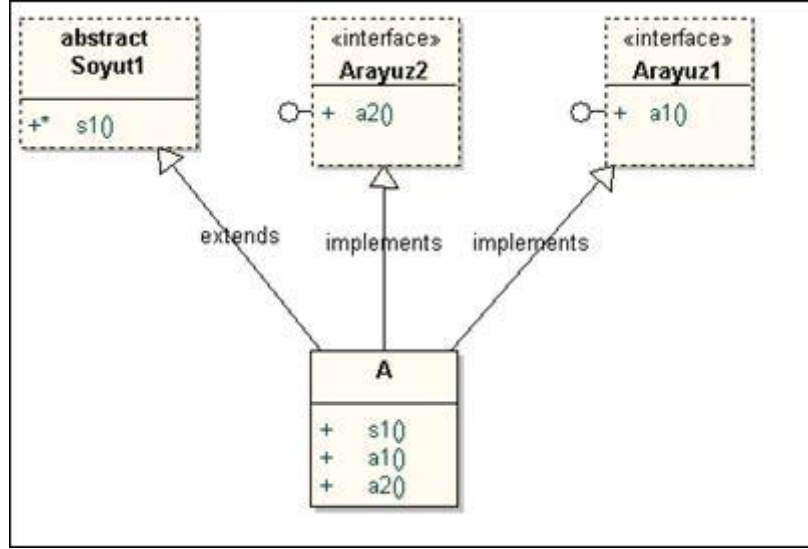 abstract
Soyut1
+* s1()
«interface»
Arayuz2
+ a2()
«interface»
Arayuz1
+ a1()
extends
implements
implements
A
+ s1()
+ a1()
+ a2()